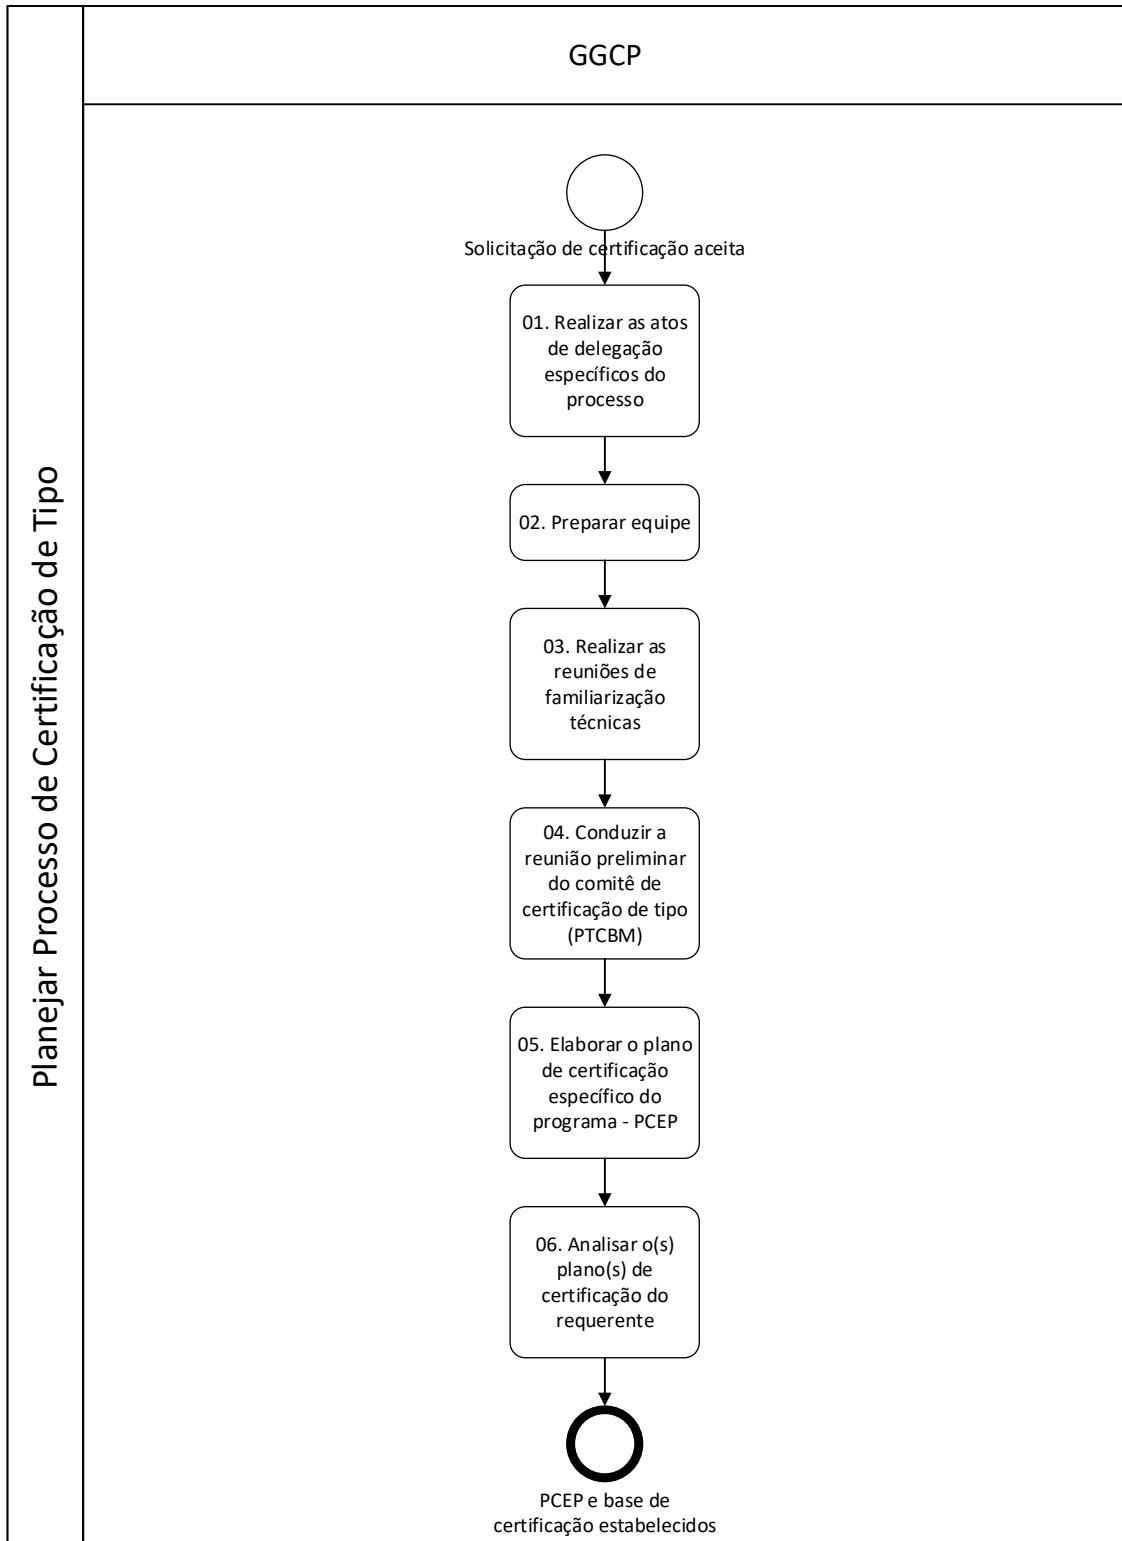 GGCP
Planejar Processo de Certificação de Tipo
Solicitação de certificação aceita
01. Realizar as atos
de delegação
específicos do
processo
02. Preparar equipe
03. Realizar as
reuniões de
familiarização
técnicas
04. Conduzir a
reunião preliminar
do comitê de
certificação de tipo
(PTCBM)
05. Elaborar o plano
de certificação
específico do
programa - PCEP
06. Analisar o(s)
plano(s) de
certificação do
requerente
PCEP e base de
certificação estabelecidos